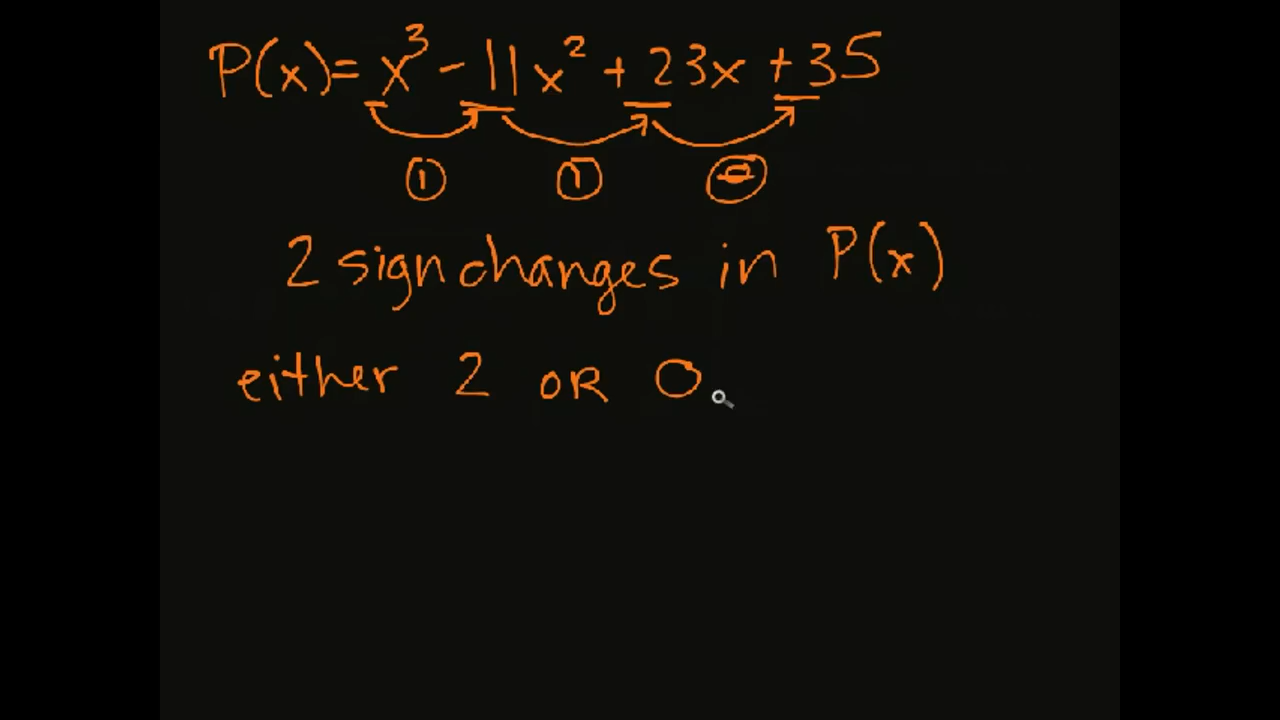 P(x)= x³ - 11x² + 23x + 35
① ① ⊖
2 sign changes in P(x)
either 2 OR 0